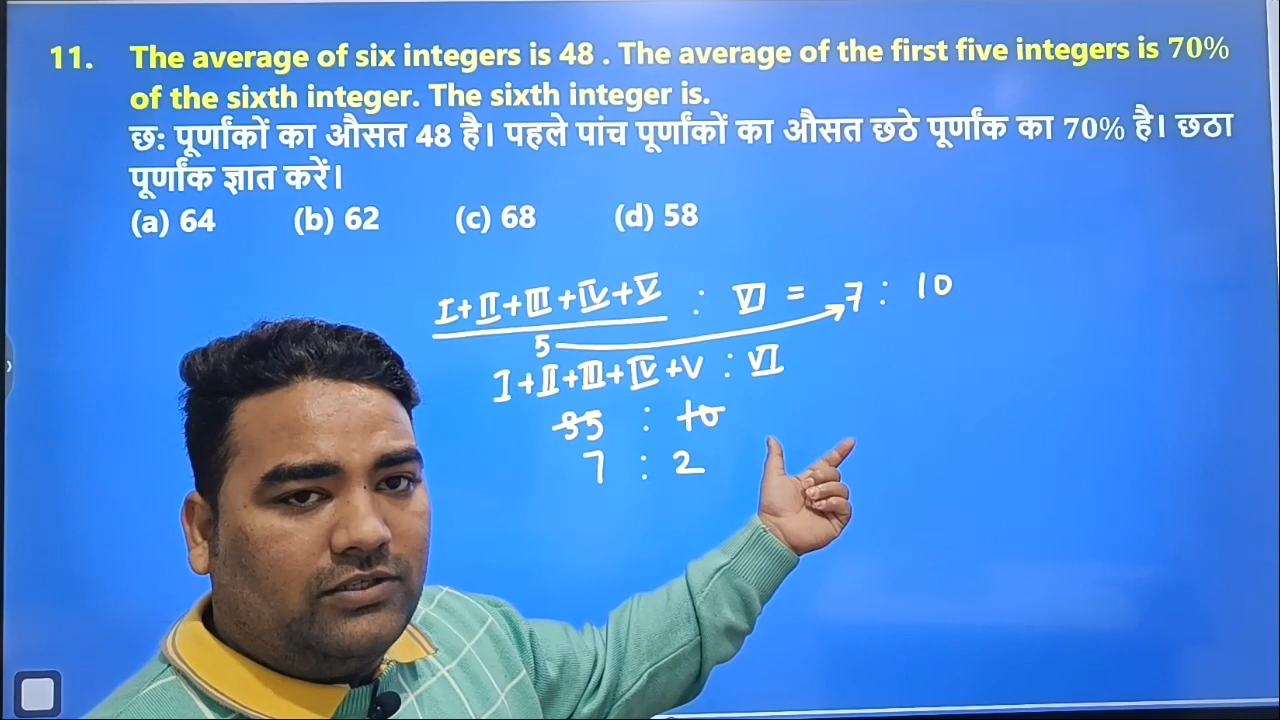 11. The average of six integers is 48 . The average of the first five integers is 70%
of the sixth integer. The sixth integer is.
छ: पूर्णांकों का औसत 48 है। पहले पांच पूर्णांकों का औसत छठे पूर्णांक का 70% है। छठा
पूर्णांक ज्ञात करें।
(a) 64 (b) 62 (c) 68 (d) 58
I+II+III+IV+V : VI = 7 : 10
5
I+II+III+IV+V : VI
35 : 10
7 : 2